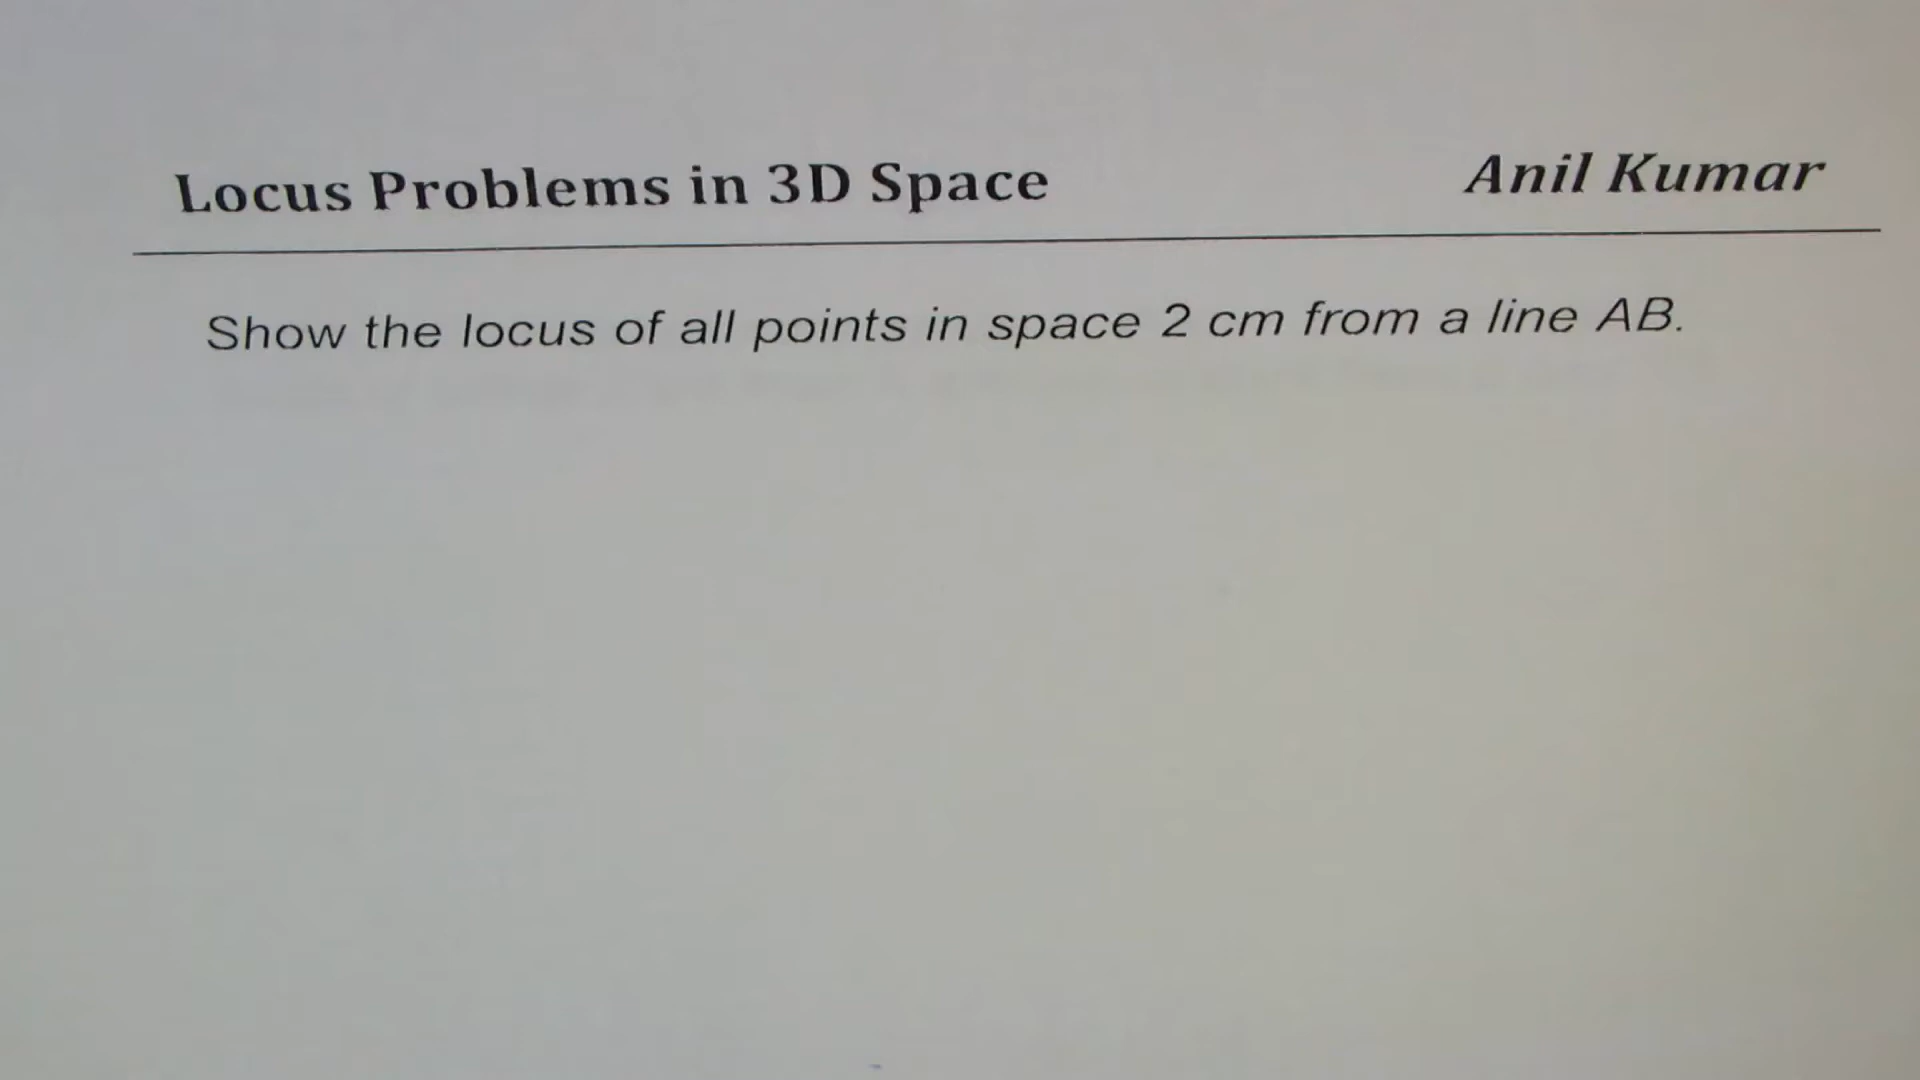 Locus Problems in 3D Space Anil Kumar
Show the locus of all points in space 2 cm from a line AB.